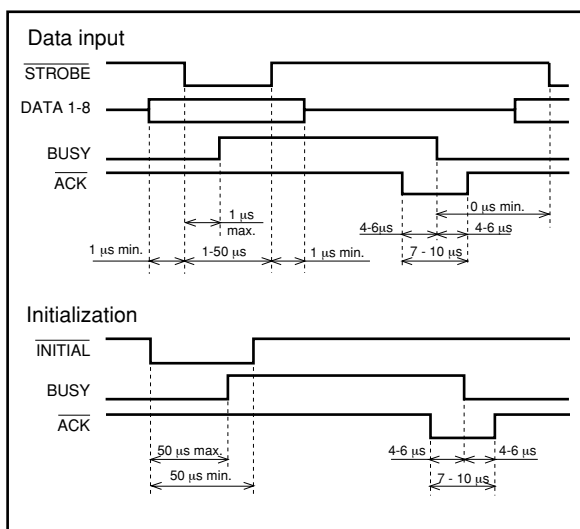 Data input
STROBE
DATA 1-8
BUSY
ACK
0 μs min.
1 μs
max.
4-6μs
4-6 μs
1 μs min.
1-50 μs
1 μs min.
7 - 10 μs
Initialization
INITIAL
BUSY
ACK
50 μs max.
4-6 μs
4-6 μs
50 μs min.
7 - 10 μs